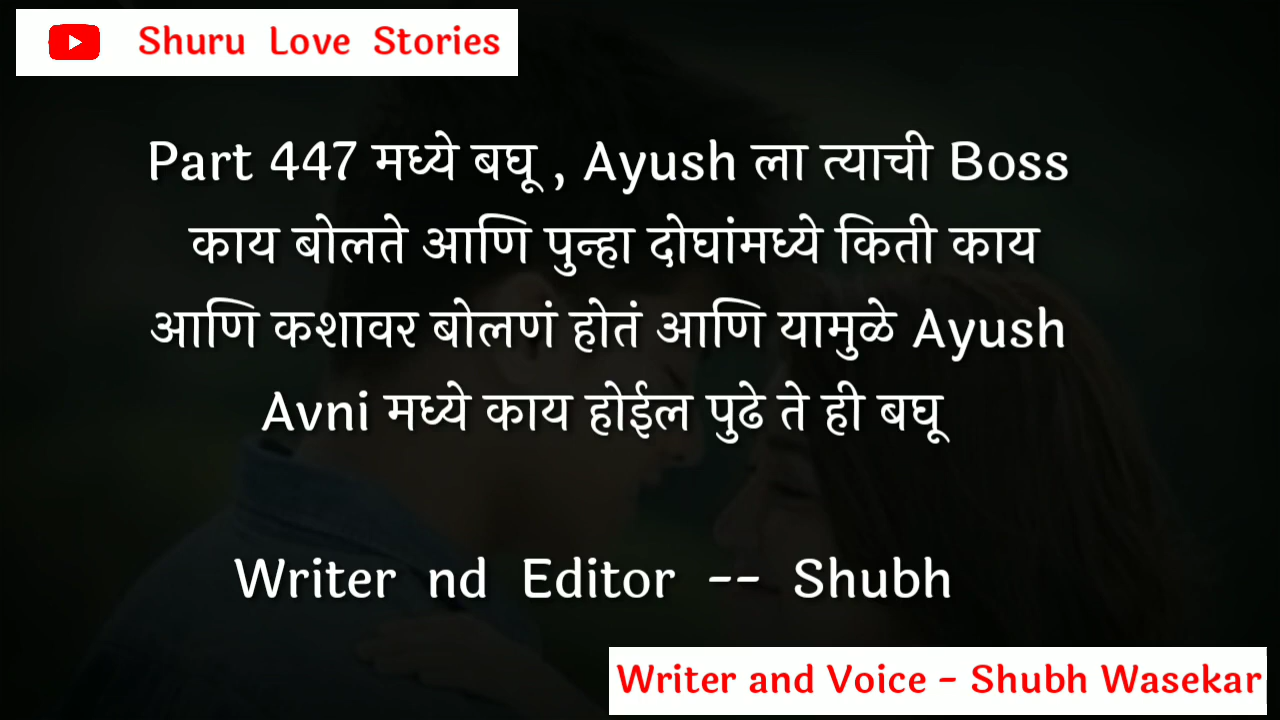 Shuru Love Stories
Part 447 मध्ये बघू , Ayush ला त्याची Boss
काय बोलते आणि पुन्हा दोघांमध्ये किती काय
आणि कशावर बोलणं होतं आणि यामुळे Ayush
Avni मध्ये काय होईल पुढे ते ही बघू
Writer nd Editor -- Shubh
Writer and Voice - Shubh Wasekar